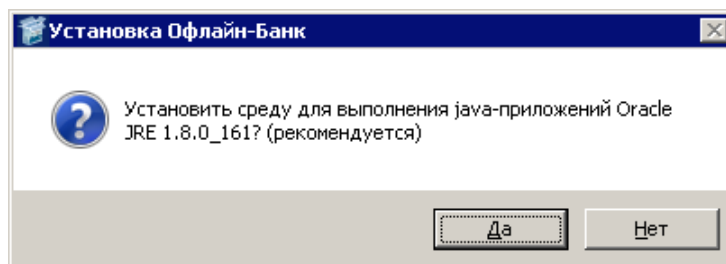 Установка Офлайн-Банк
Установить среду для выполнения java-приложений Oracle
JRE 1.8.0_161? (рекомендуется)
Да
Нет